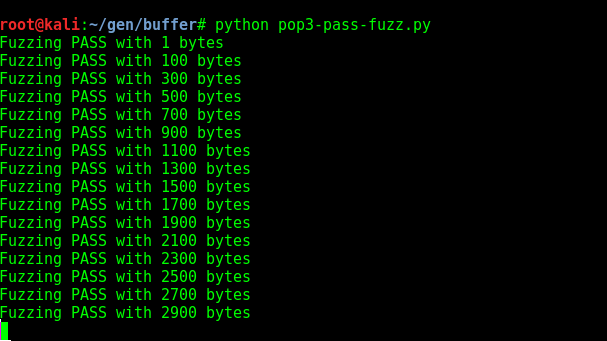 root@kali:~/gen/buffer# python pop3-pass-fuzz.py
Fuzzing PASS with 1 bytes
Fuzzing PASS with 100 bytes
Fuzzing PASS with 300 bytes
Fuzzing PASS with 500 bytes
Fuzzing PASS with 700 bytes
Fuzzing PASS with 900 bytes
Fuzzing PASS with 1100 bytes
Fuzzing PASS with 1300 bytes
Fuzzing PASS with 1500 bytes
Fuzzing PASS with 1700 bytes
Fuzzing PASS with 1900 bytes
Fuzzing PASS with 2100 bytes
Fuzzing PASS with 2300 bytes
Fuzzing PASS with 2500 bytes
Fuzzing PASS with 2700 bytes
Fuzzing PASS with 2900 bytes